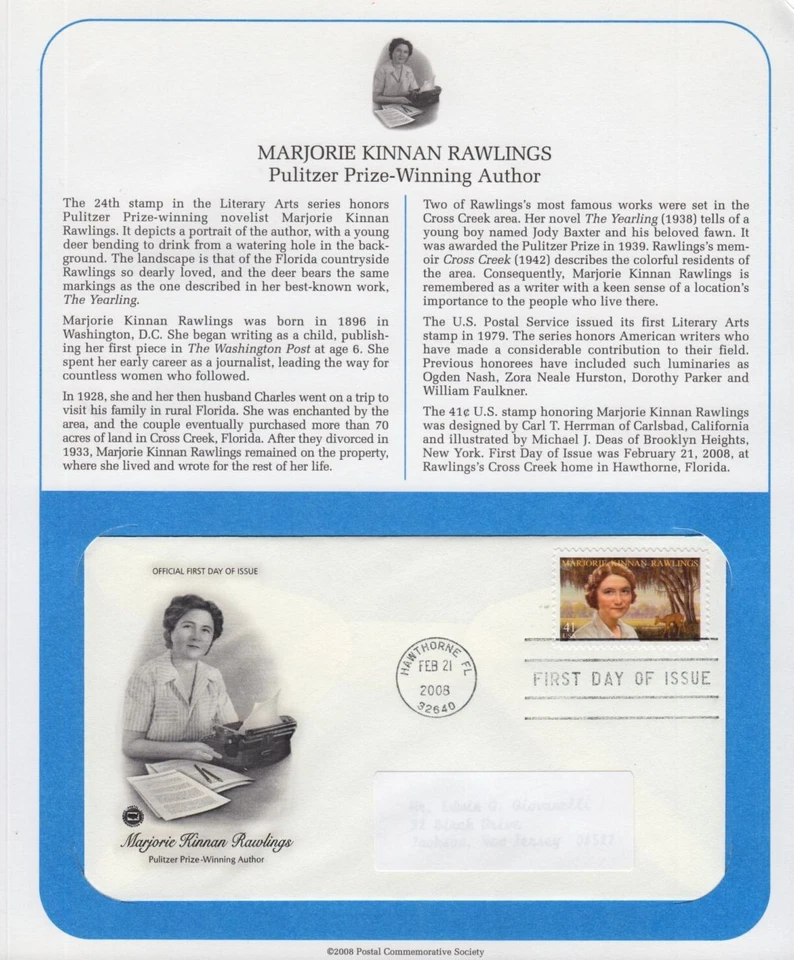 MARJORIE KINNAN RAWLINGS
Pulitzer Prize-Winning Author
The 24th stamp in the Literary Arts series honors
Pulitzer Prize-winning novelist Marjorie Kinnan
Rawlings. It depicts a portrait of the author, with a young
deer bending to drink from a watering hole in the back-
ground. The landscape is that of the Florida countryside
Rawlings so dearly loved, and the deer bears the same
markings as the one described in her best-known work,
The Yearling.
Marjorie Kinnan Rawlings was born in 1896 in
Washington, D.C. She began writing as a child, publish-
ing her first piece in The Washington Post at age 6. She
spent her early career as a journalist, leading the way for
countless women who followed.
In 1928, she and her then husband Charles went on a trip to
visit his family in rural Florida. She was enchanted by the
area, and the couple eventually purchased more than 70
acres of land in Cross Creek, Florida. After they divorced in
1933, Marjorie Kinnan Rawlings remained on the property,
where she lived and wrote for the rest of her life.
Two of Rawlings's most famous works were set in the
Cross Creek area. Her novel The Yearling (1938) tells of a
young boy named Jody Baxter and his beloved fawn. It
was awarded the Pulitzer Prize in 1939. Rawlings's mem-
oir Cross Creek (1942) describes the colorful residents of
the area. Consequently, Marjorie Kinnan Rawlings is
remembered as a writer with a keen sense of a location's
importance to the people who live there.
The U.S. Postal Service issued its first Literary Arts
stamp in 1979. The series honors American writers who
have made a considerable contribution to their field.
Previous honorees have included such luminaries as
Ogden Nash, Zora Neale Hurston, Dorothy Parker and
William Faulkner.
The 41¢ U.S. stamp honoring Marjorie Kinnan Rawlings
was designed by Carl T. Herrman of Carlsbad, California
and illustrated by Michael J. Deas of Brooklyn Heights,
New York. First Day of Issue was February 21, 2008, at
Rawlings's Cross Creek home in Hawthorne, Florida.
OFFICIAL FIRST DAY OF ISSUE
MARJORIE KINNAN RAWLINGS
41
USA
HAWTHORNE FL
FEB 21
2008
32640
FIRST DAY OF ISSUE
Marjorie Kinnan Rawlings
Pulitzer Prize-Winning Author
©2008 Postal Commemorative Society